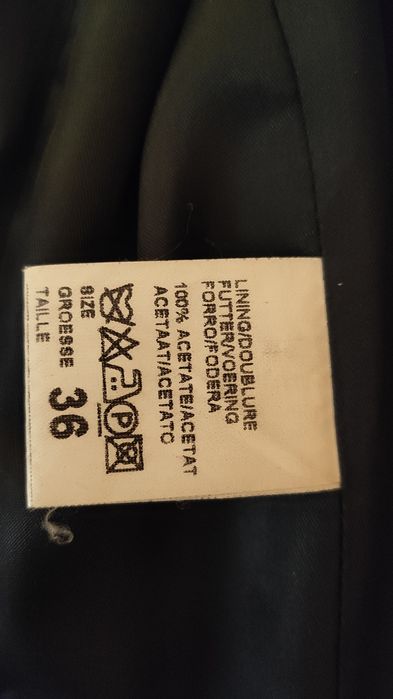 LINING/DOUBLURE
FUTTER/VOERING
FORRO/FODERA
100% ACETATE/ACETAT
ACETAAT/ACETATO
P
SIZE
GROESSE
TAILLE
36